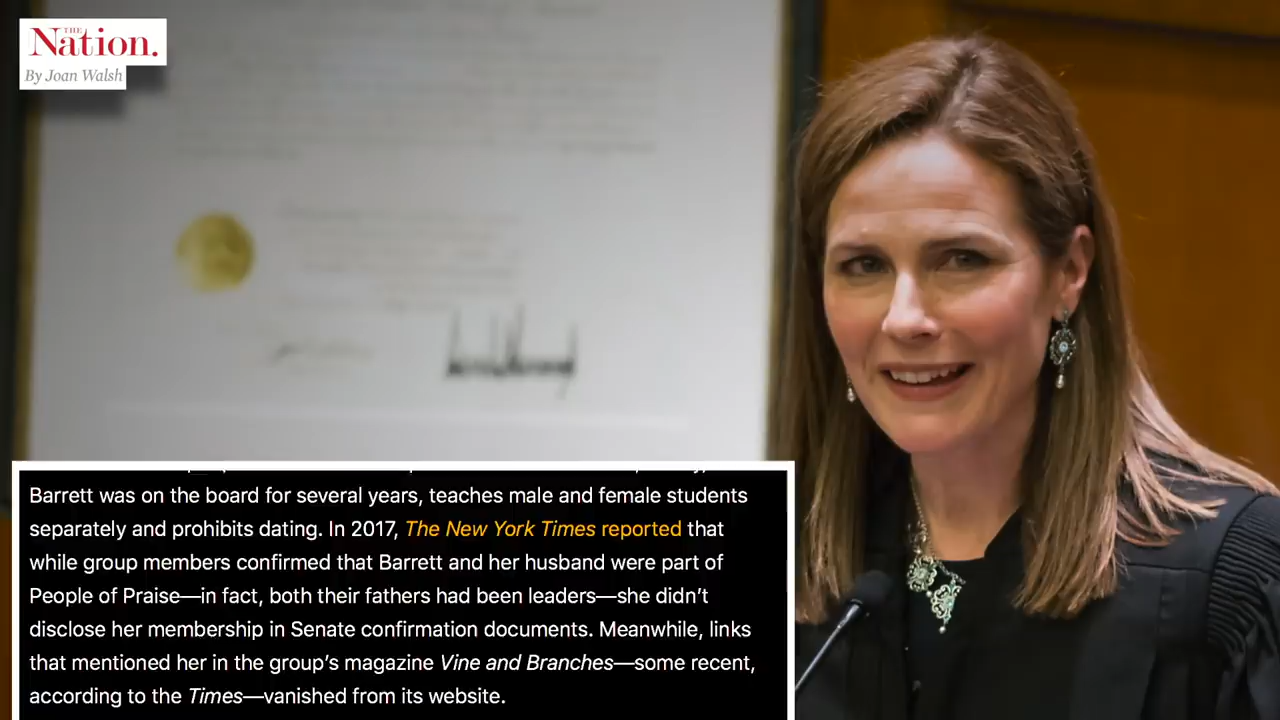 THE
Nation.
By Joan Walsh
Barrett was on the board for several years, teaches male and female students
separately and prohibits dating. In 2017, The New York Times reported that
while group members confirmed that Barrett and her husband were part of
People of Praise—in fact, both their fathers had been leaders—she didn’t
disclose her membership in Senate confirmation documents. Meanwhile, links
that mentioned her in the group’s magazine Vine and Branches—some recent,
according to the Times—vanished from its website.